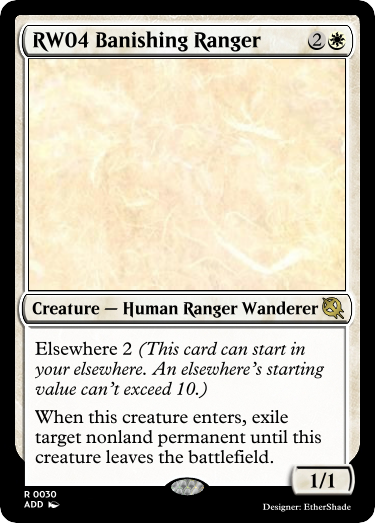 RW04 Banishing Ranger 2
Creature — Human Ranger Wanderer
Elsewhere 2 (This card can start in
your elsewhere. An elsewhere's starting
value can't exceed 10.)
When this creature enters, exile
target nonland permanent until this
creature leaves the battlefield.
1/1
R 0030
ADD
Designer: EtherShade